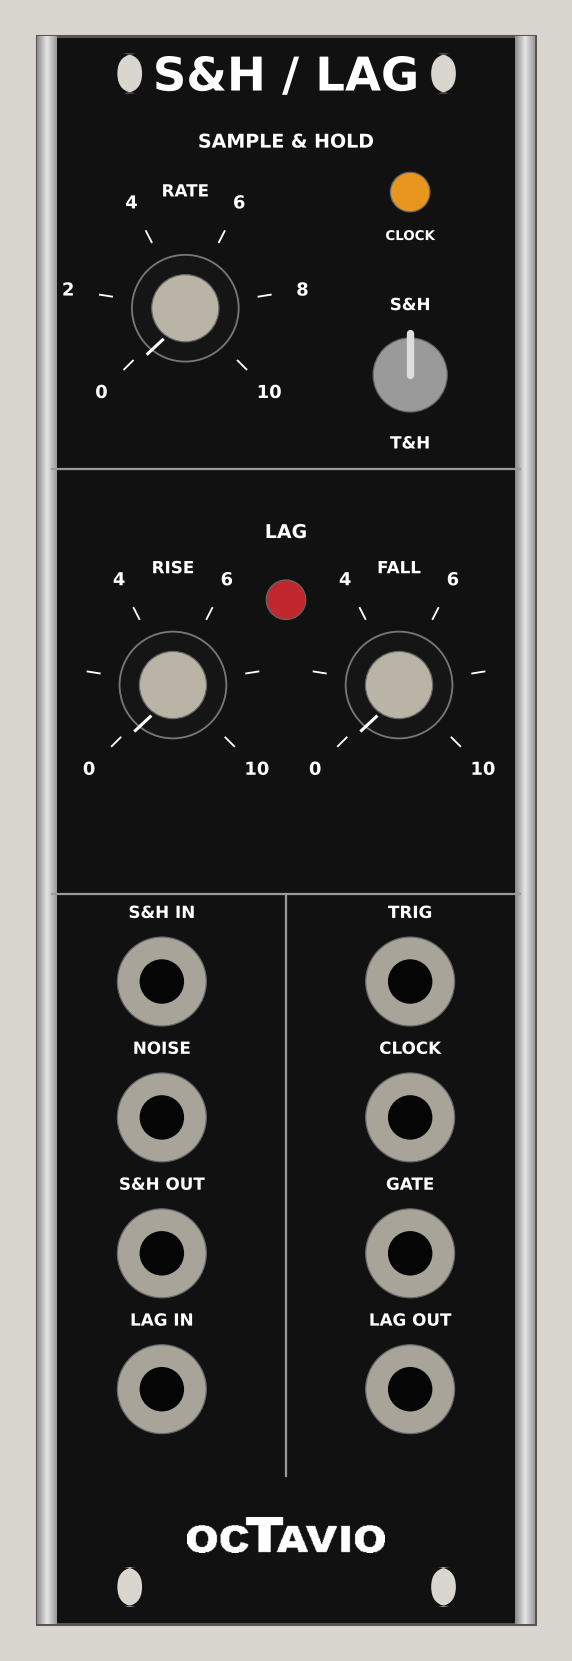 S&H / LAG
SAMPLE & HOLD
RATE
4 6
2 8
0 10
CLOCK
S&H
T&H
LAG
RISE FALL
4 6 4 6
0 10 0 10
S&H IN TRIG
NOISE CLOCK
S&H OUT GATE
LAG IN LAG OUT
OCTAVIO